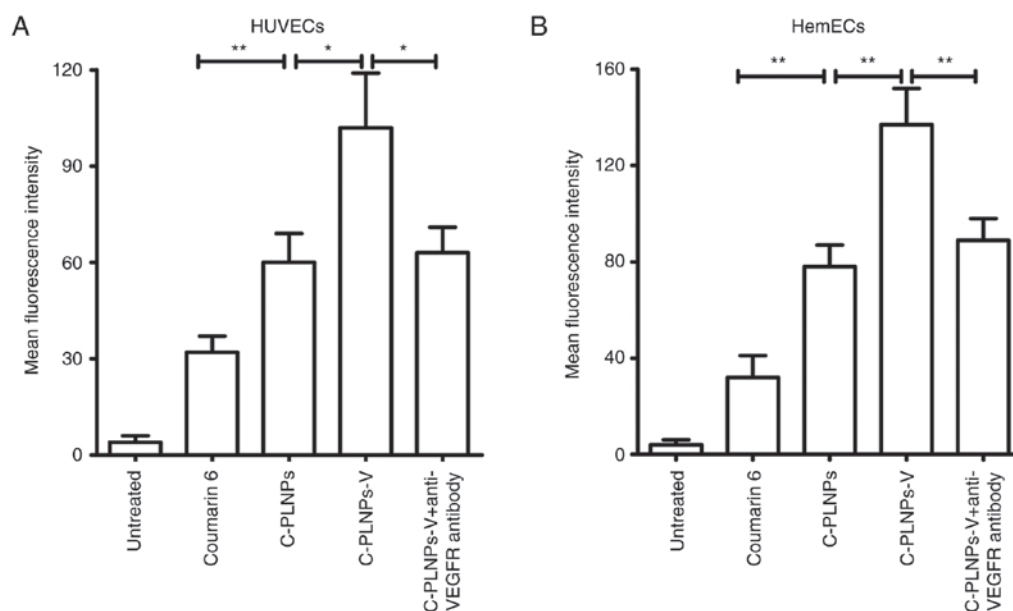 A
HUVECs
** * *
120
90
60
30
0
Mean fluorescence intensity
Untreated
Coumarin 6
C-PLNPs
C-PLNPs-V
C-PLNPs-V+anti-
VEGFR antibody
B
HemECs
** ** **
160
120
80
40
0
Mean fluorescence intensity
Untreated
Coumarin 6
C-PLNPs
C-PLNPs-V
C-PLNPs-V+anti-
VEGFR antibody